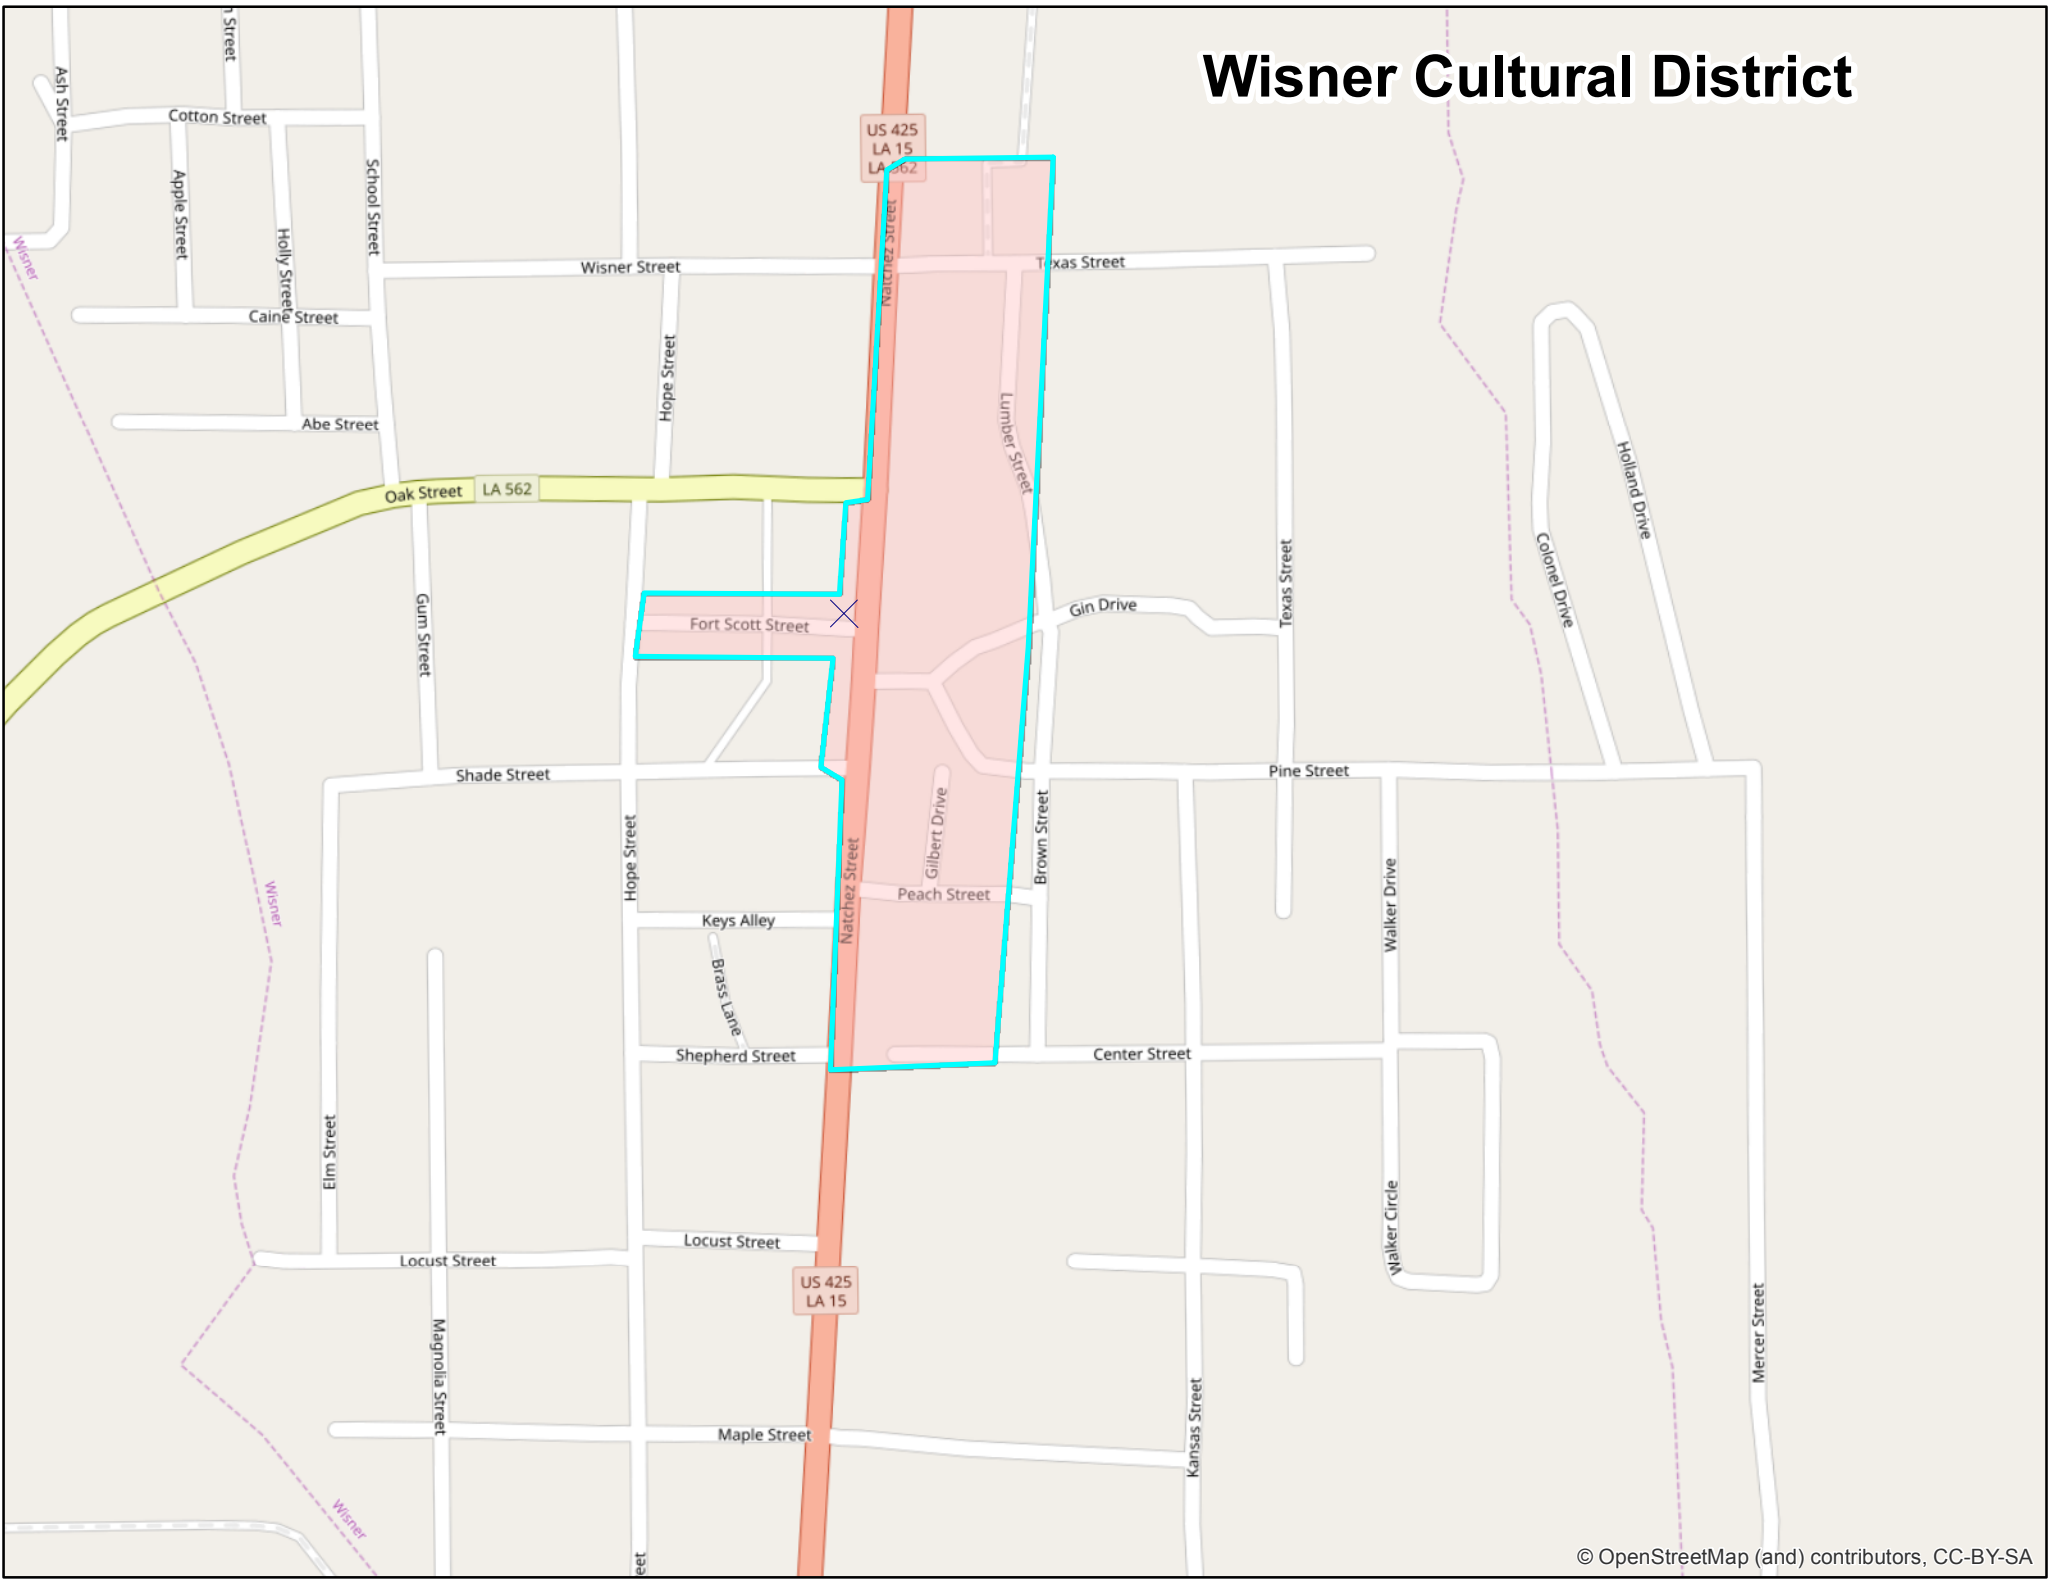 Wisner Cultural District
Street
Ash Street
Cotton Street
US 425
LA 15
LA 562
Apple Street
School Street
Holly Street
Natchez Street
Wisner
Wisner Street
Texas Street
Caine Street
Hope Street
Abe Street
Lumber Street
Oak Street
LA 562
Holland Drive
Colonel Drive
Texas Street
Gum Street
Gin Drive
Fort Scott Street
Shade Street
Pine Street
Hope Street
Natchez Street
Gilbert Drive
Brown Street
Walker Drive
Wisner
Peach Street
Keys Alley
Brass Lane
Shepherd Street
Center Street
Elm Street
Walker Circle
Locust Street
Locust Street
US 425
LA 15
Mercer Street
Magnolia Street
Kansas Street
Maple Street
Wisner
eet
© OpenStreetMap (and) contributors, CC-BY-SA